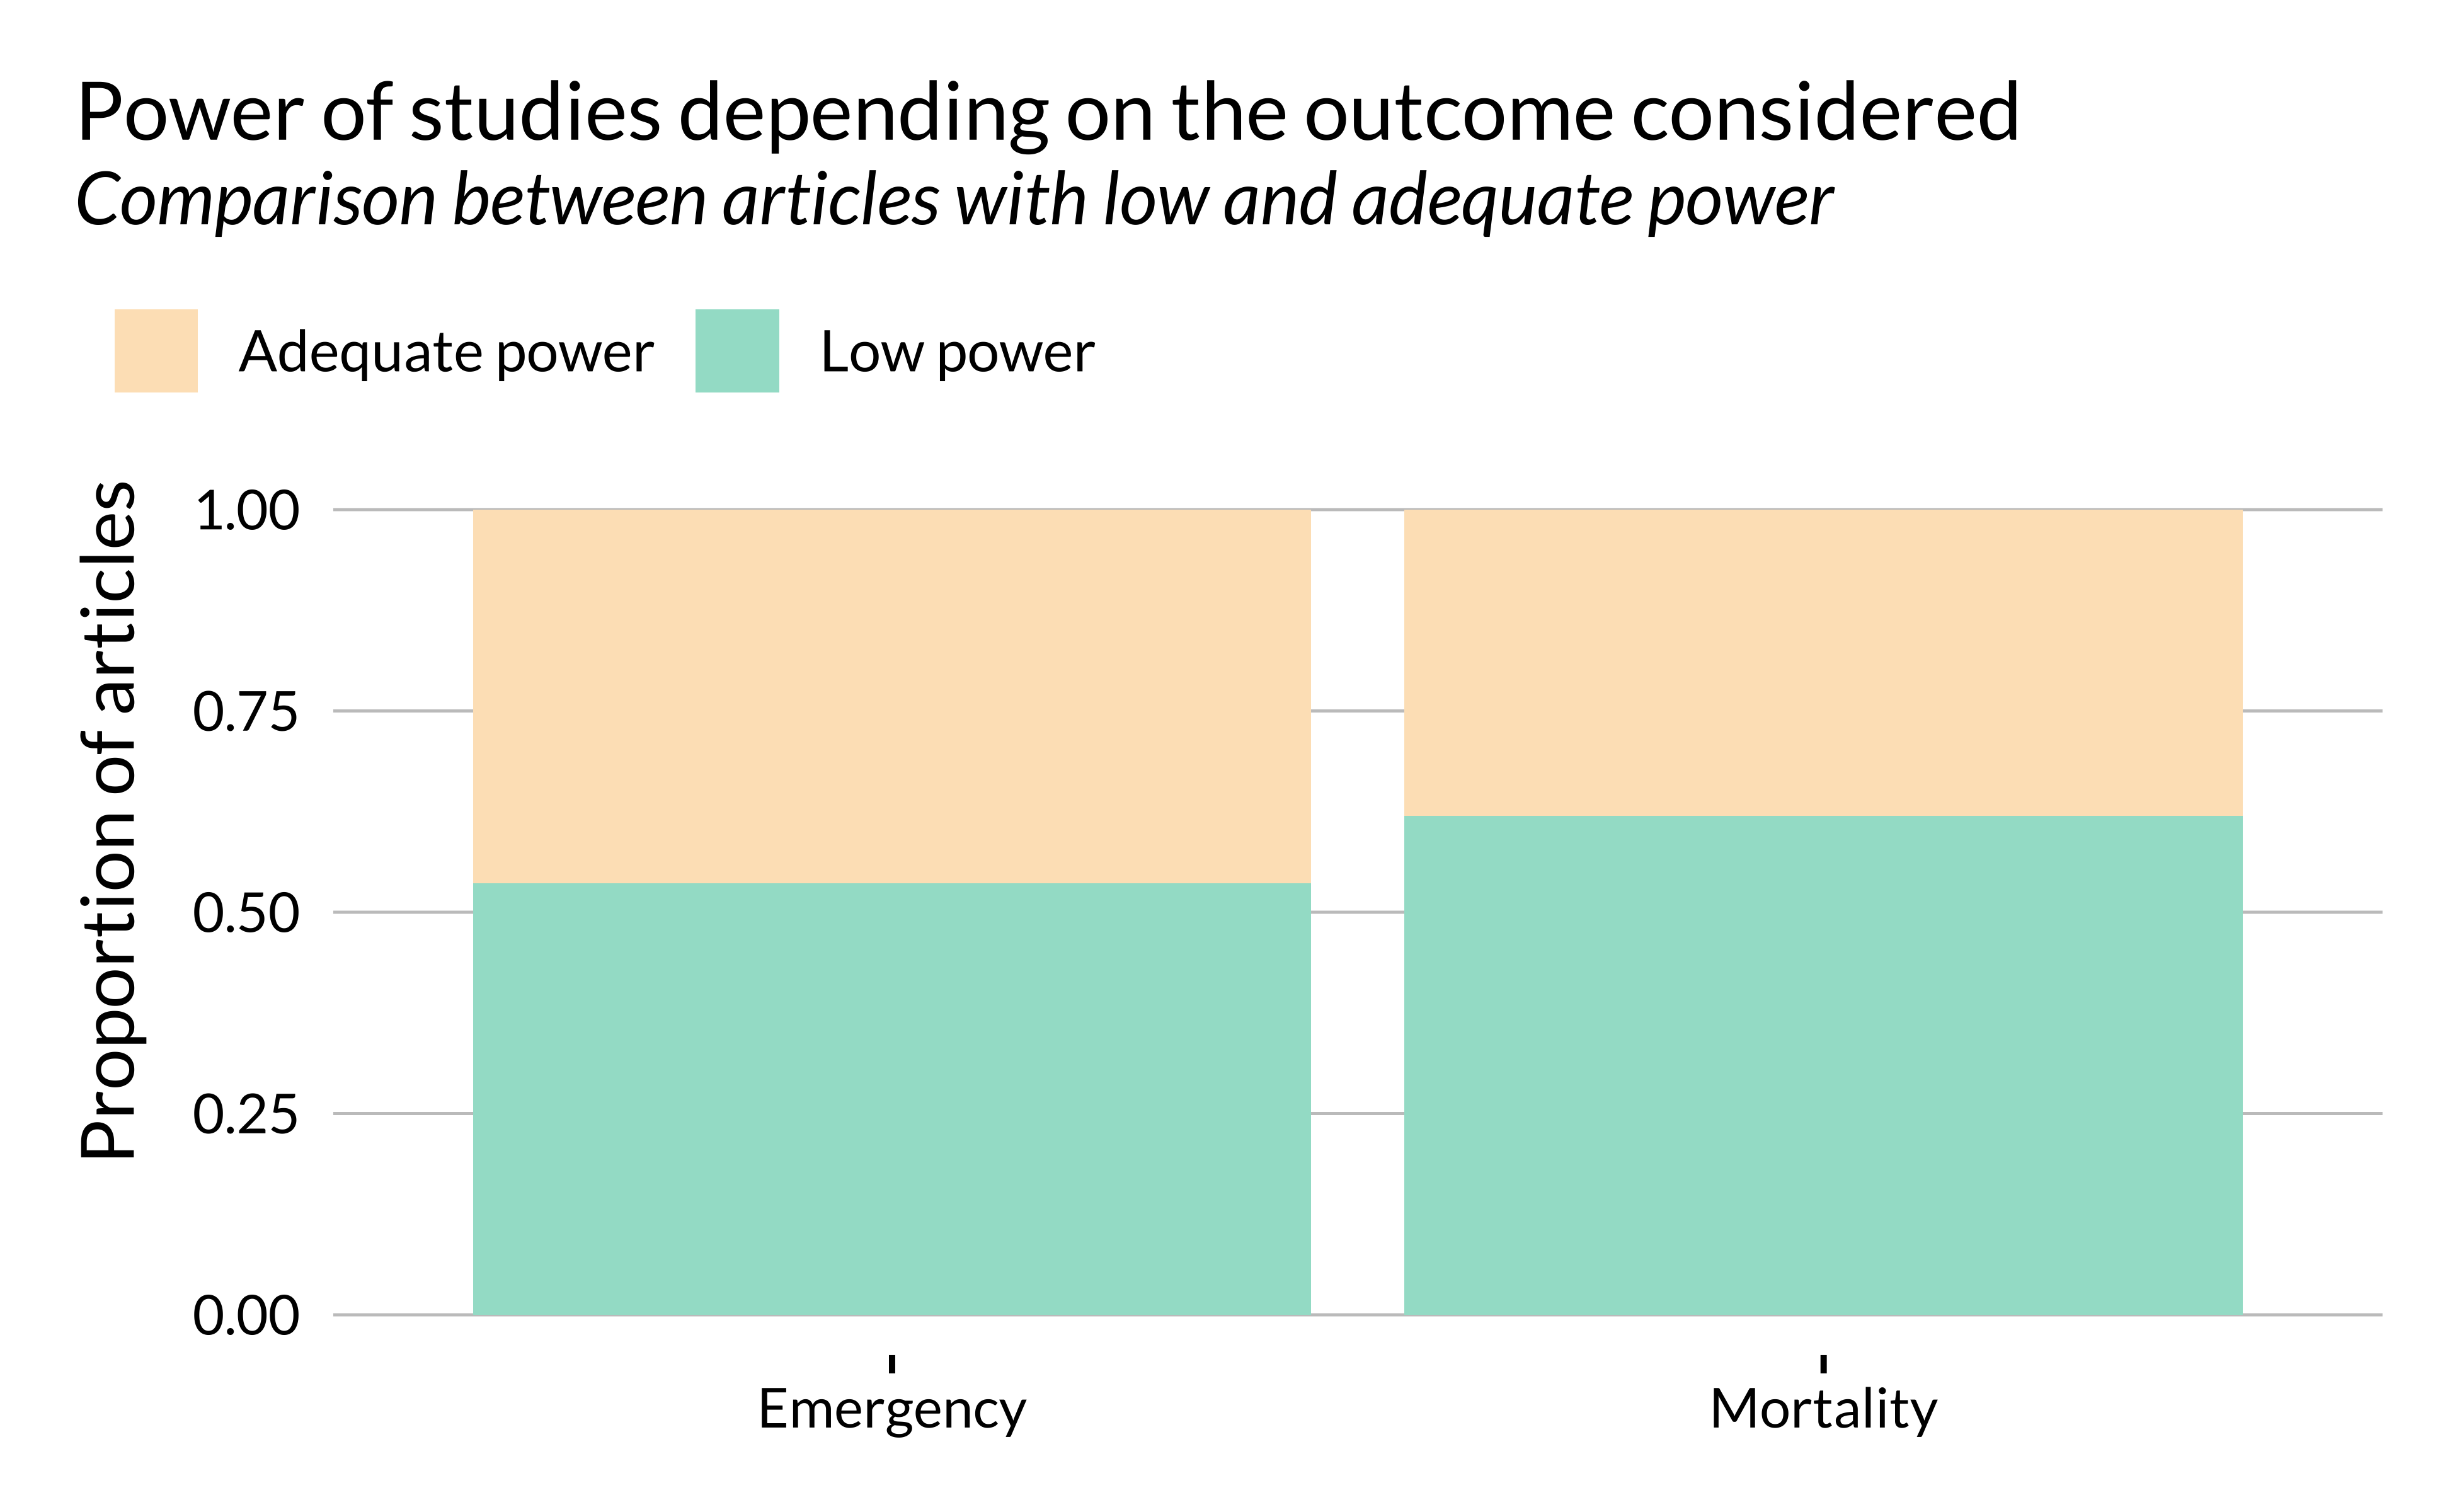 Power of studies depending on the outcome considered
Comparison between articles with low and adequate power
Adequate power
Low power
Proportion of articles
1.00
0.75
0.50
0.25
0.00
Emergency
Mortality